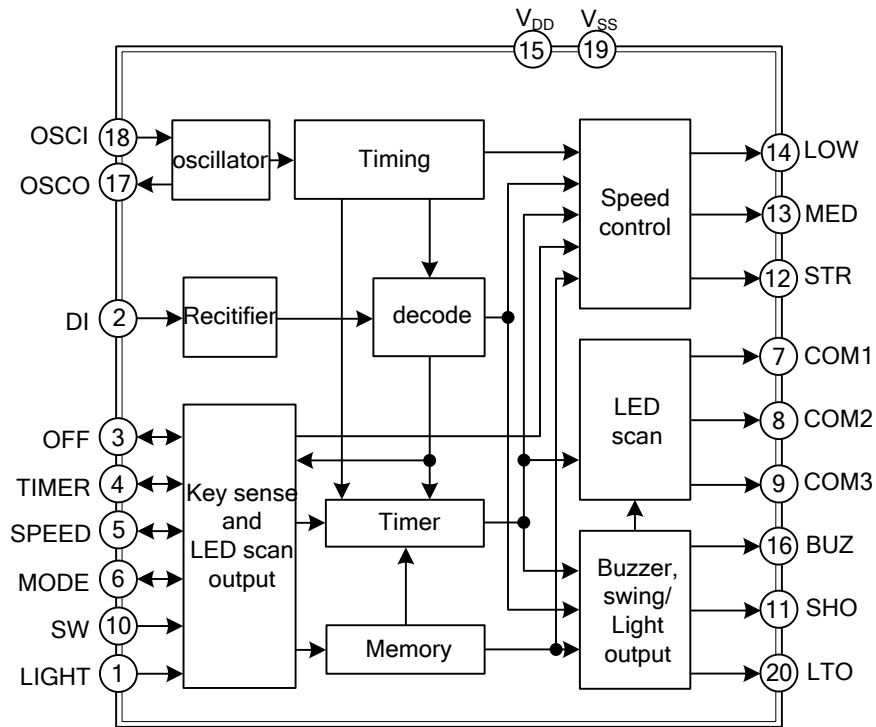 VDD
VSS
15
19
OSCI
18
OSCO
17
oscillator
Timing
Speed
control
14
LOW
13
MED
12
STR
DI
2
Recitifier
decode
LED
scan
7
COM1
8
COM2
9
COM3
OFF
3
TIMER
4
SPEED
5
MODE
6
SW
10
LIGHT
1
Key sense
and
LED scan
output
Timer
Memory
Buzzer,
swing/
Light
output
16
BUZ
11
SHO
20
LTO